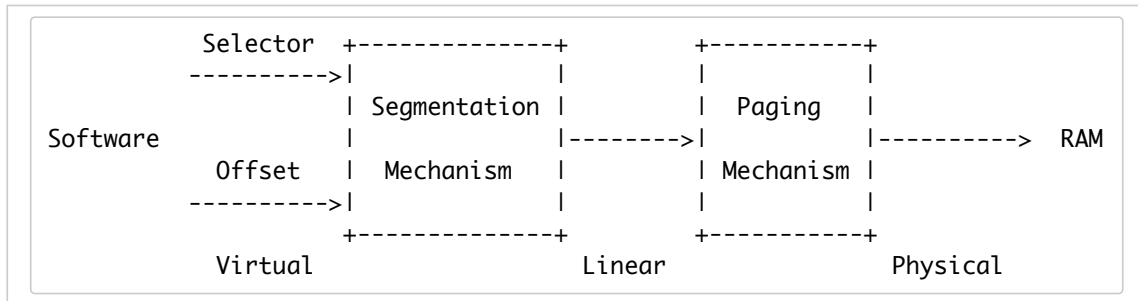 Selector +--------------+ +-----------+
---------->| | | |
| Segmentation | | Paging |
Software | |-------->| |----------> RAM
Offset | Mechanism | | Mechanism |
---------->| | | |
+--------------+ +-----------+
Virtual Linear Physical